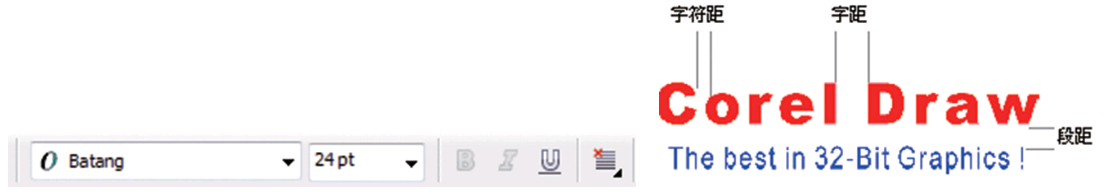 Batang
24 pt
B I U
字符距 字距
Corel Draw
段距
The best in 32-Bit Graphics !